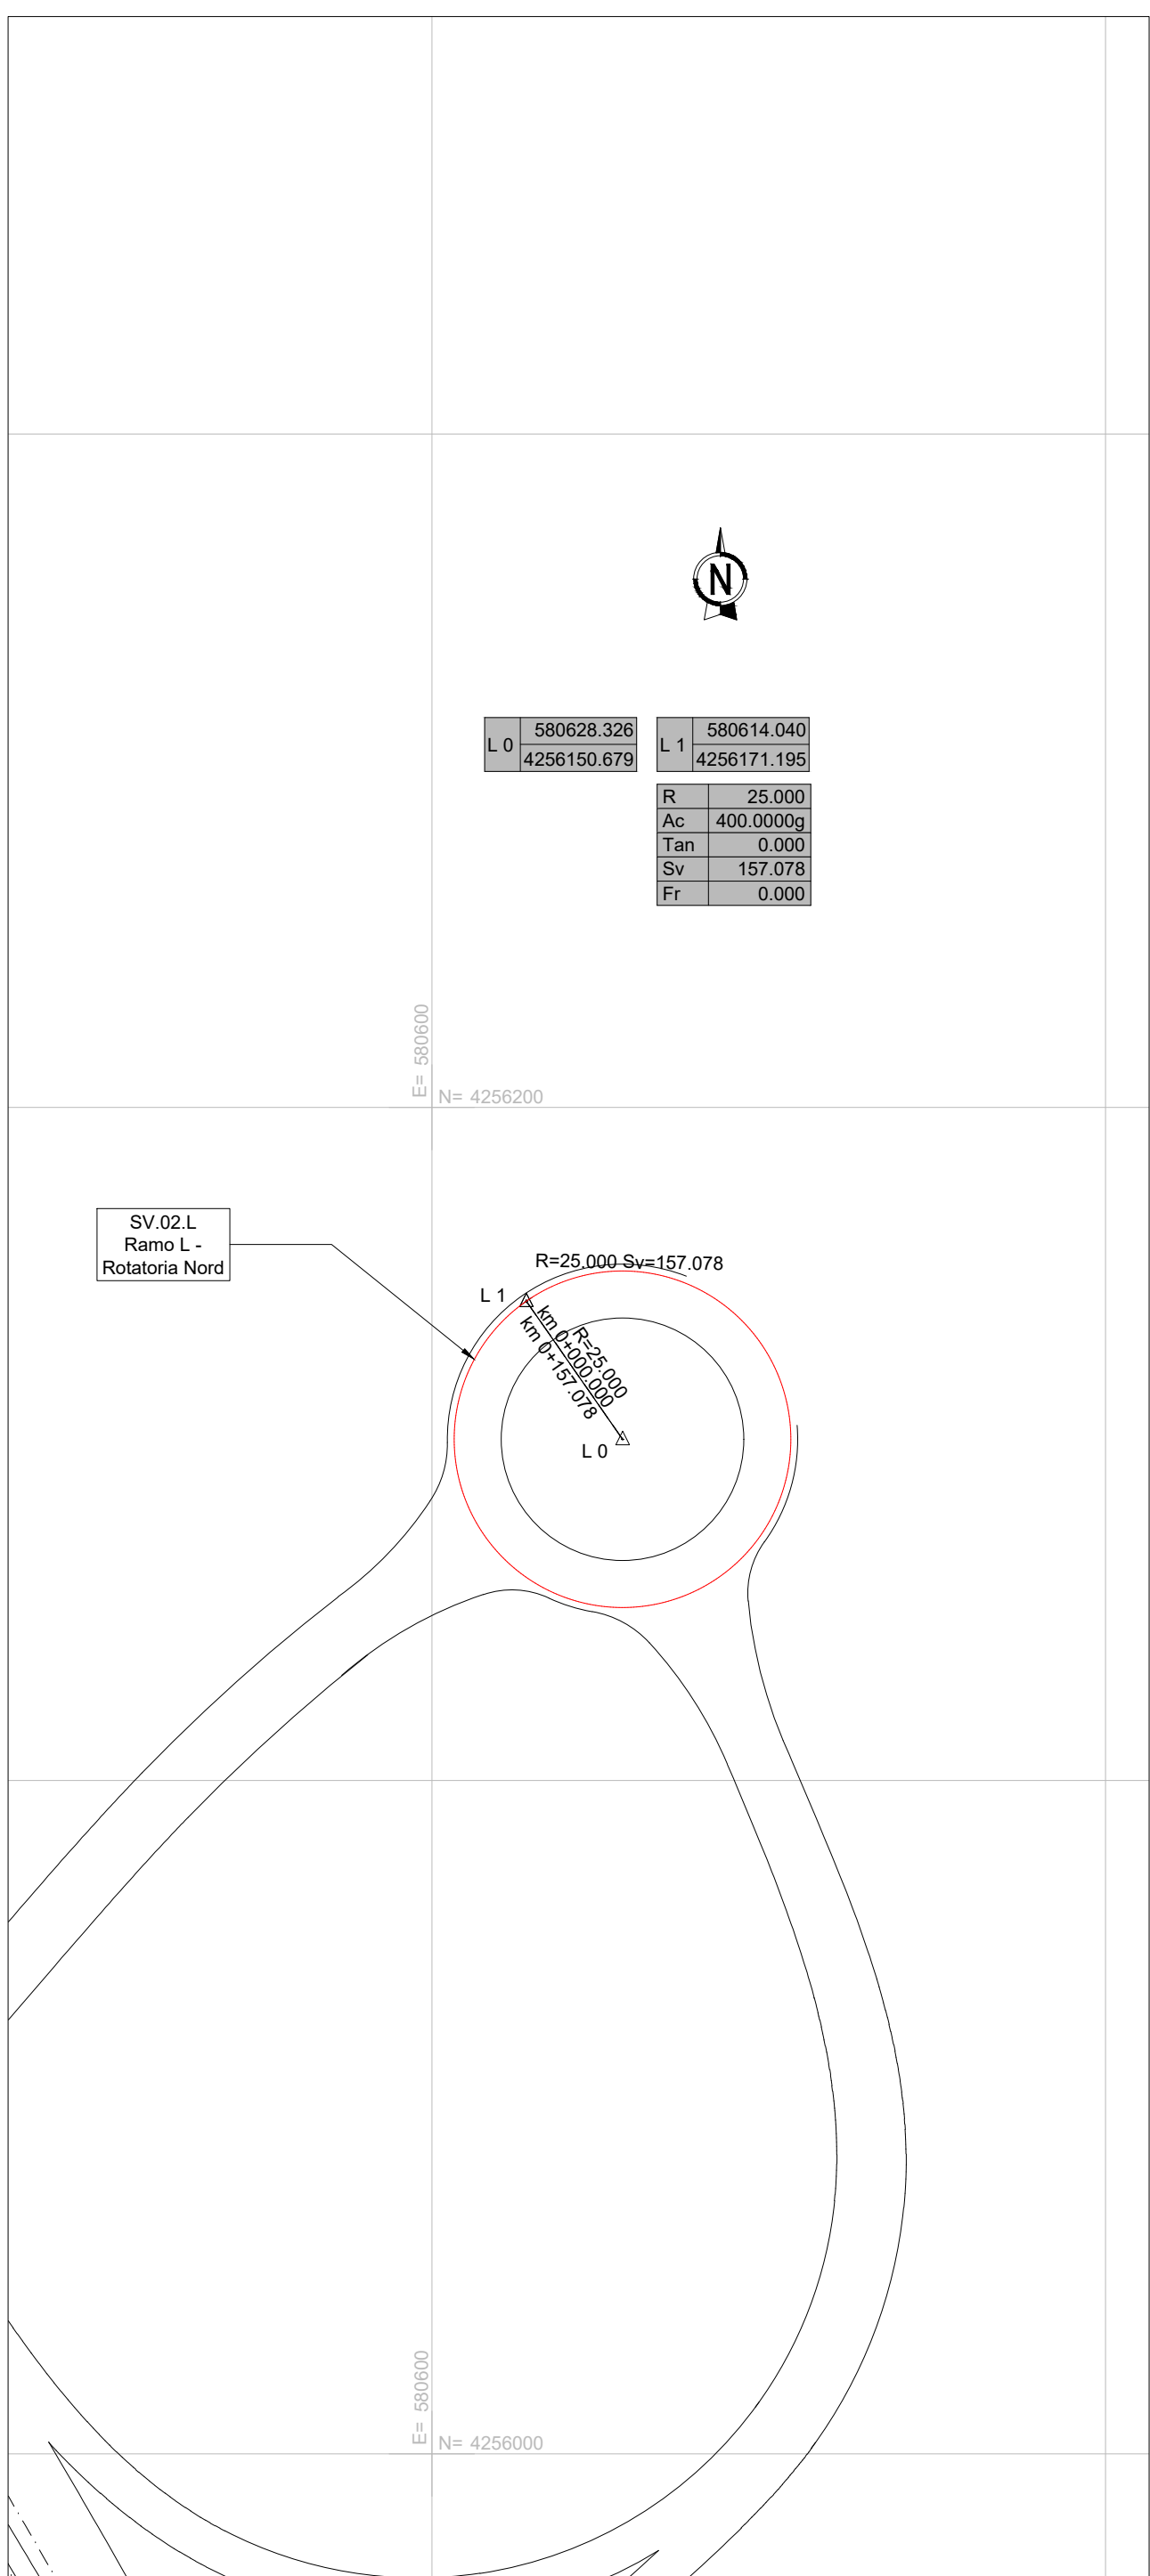 N
L 0
580628.326
4256150.679
L 1
580614.040
4256171.195
R 25.000
Ac 400.0000g
Tan 0.000
Sv 157.078
Fr 0.000
E= 580600
N= 4256200
SV.02.L
Ramo L -
Rotatoria Nord
R=25.000 Sv=157.078
L 1
R=25.000
km 0+000.000
km 0+157.078
L 0
E= 580600
N= 4256000